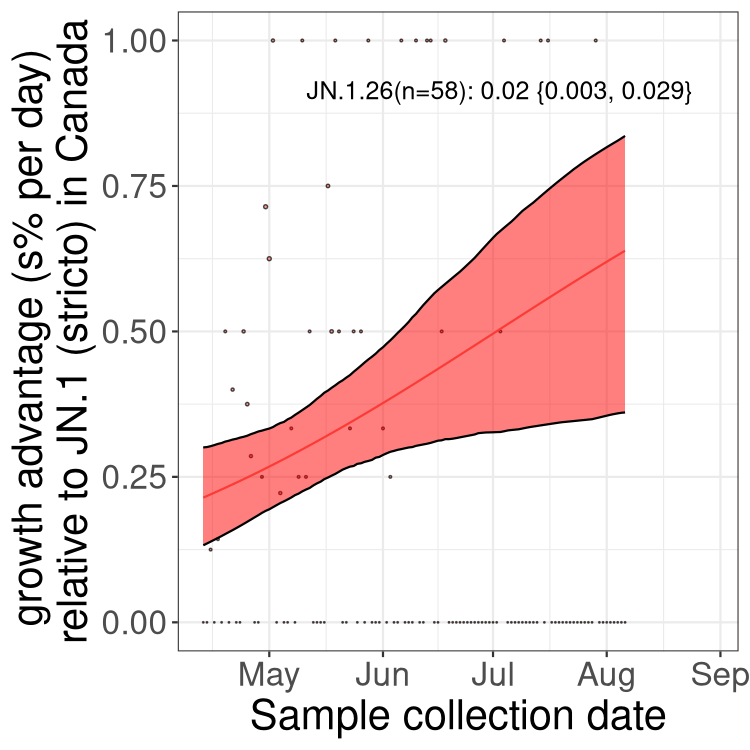 growth advantage (s% per day)
relative to JN.1 (stricto) in Canada
1.00
JN.1.26(n=58): 0.02 {0.003, 0.029}
0.75
0.50
0.25
0.00
May Jun Jul Aug Sep
Sample collection date